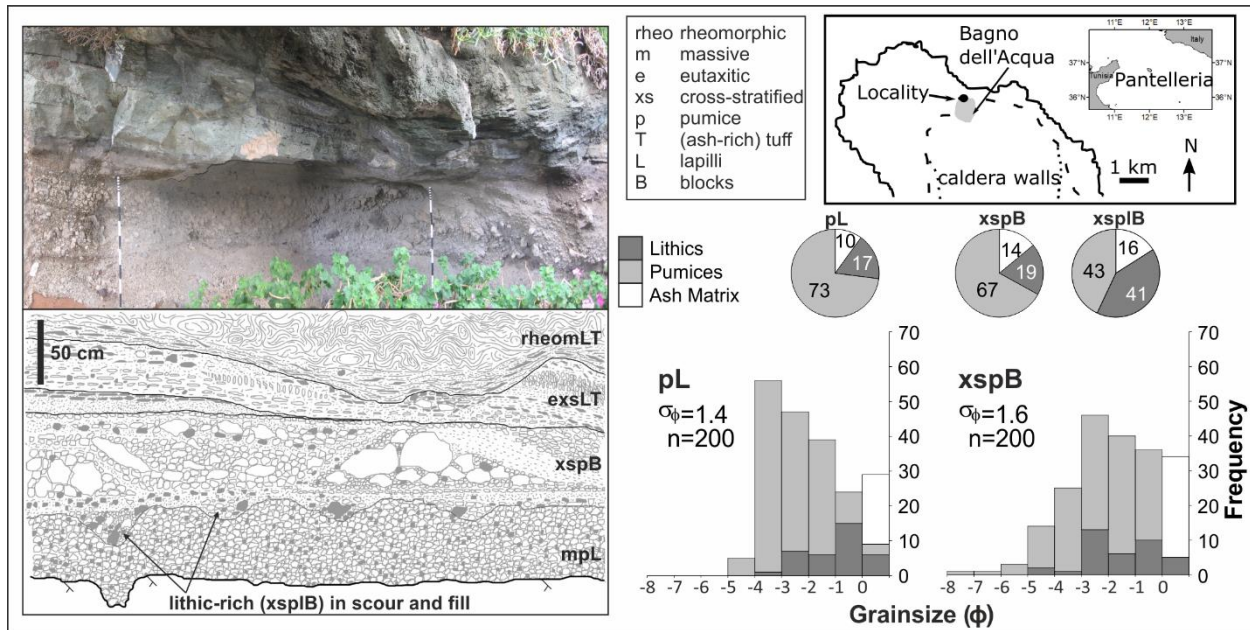 rheo rheomorphic
m massive
e eutaxitic
xs cross-stratified
p pumice
T (ash-rich) tuff
L lapilli
B blocks
Bagno
dell'Acqua
Locality
caldera walls
1 km
N
Italy
Tunisia
Pantelleria
37°N
36°N
37°N
36°N
11°E
12°E
13°E
11°E
12°E
13°E
50 cm
rheomLT
exsLT
xspB
mpL
lithic-rich (xsplB) in scour and fill
Lithics
Pumices
Ash Matrix
pL
10
17
73
xspB
14
19
67
xsplB
16
41
43
pL
σϕ=1.4
n=200
70
60
50
40
30
20
10
0
-8 -7 -6 -5 -4 -3 -2 -1 0
xspB
σϕ=1.6
n=200
70
60
50
40
30
20
10
0
Frequency
-8 -7 -6 -5 -4 -3 -2 -1 0
Grainsize (ϕ)